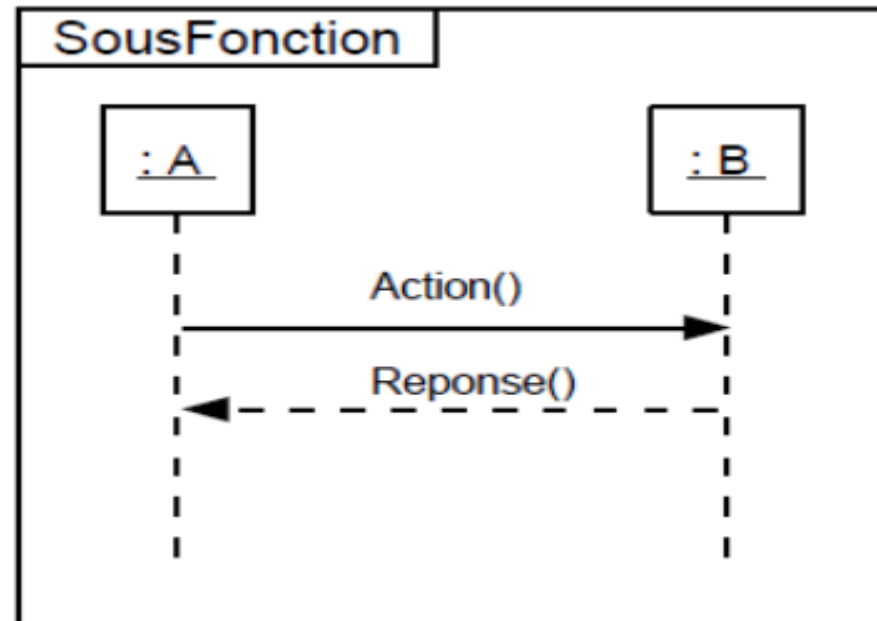 SousFonction
: A
: B
Action()
Reponse()